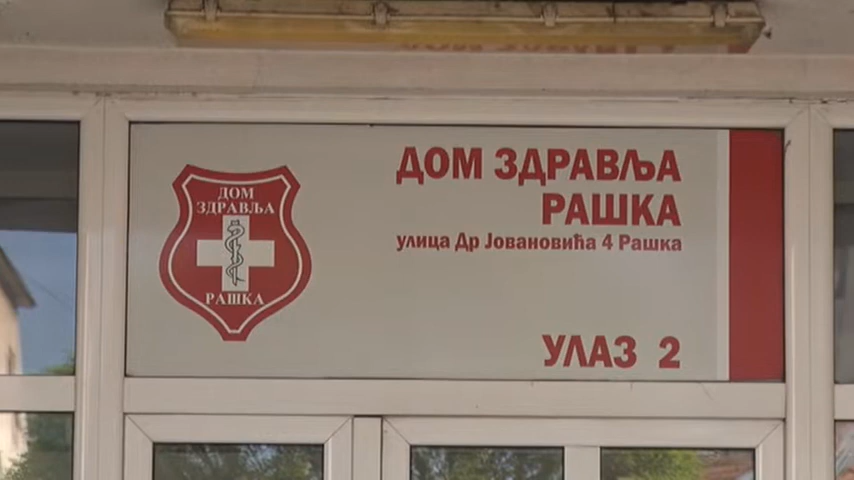 ДОМ
ЗДРАВЉА
РАШКА
ДОМ ЗДРАВЉА
РАШКА
улица Др Јовановића 4 Рашка
УЛАЗ 2